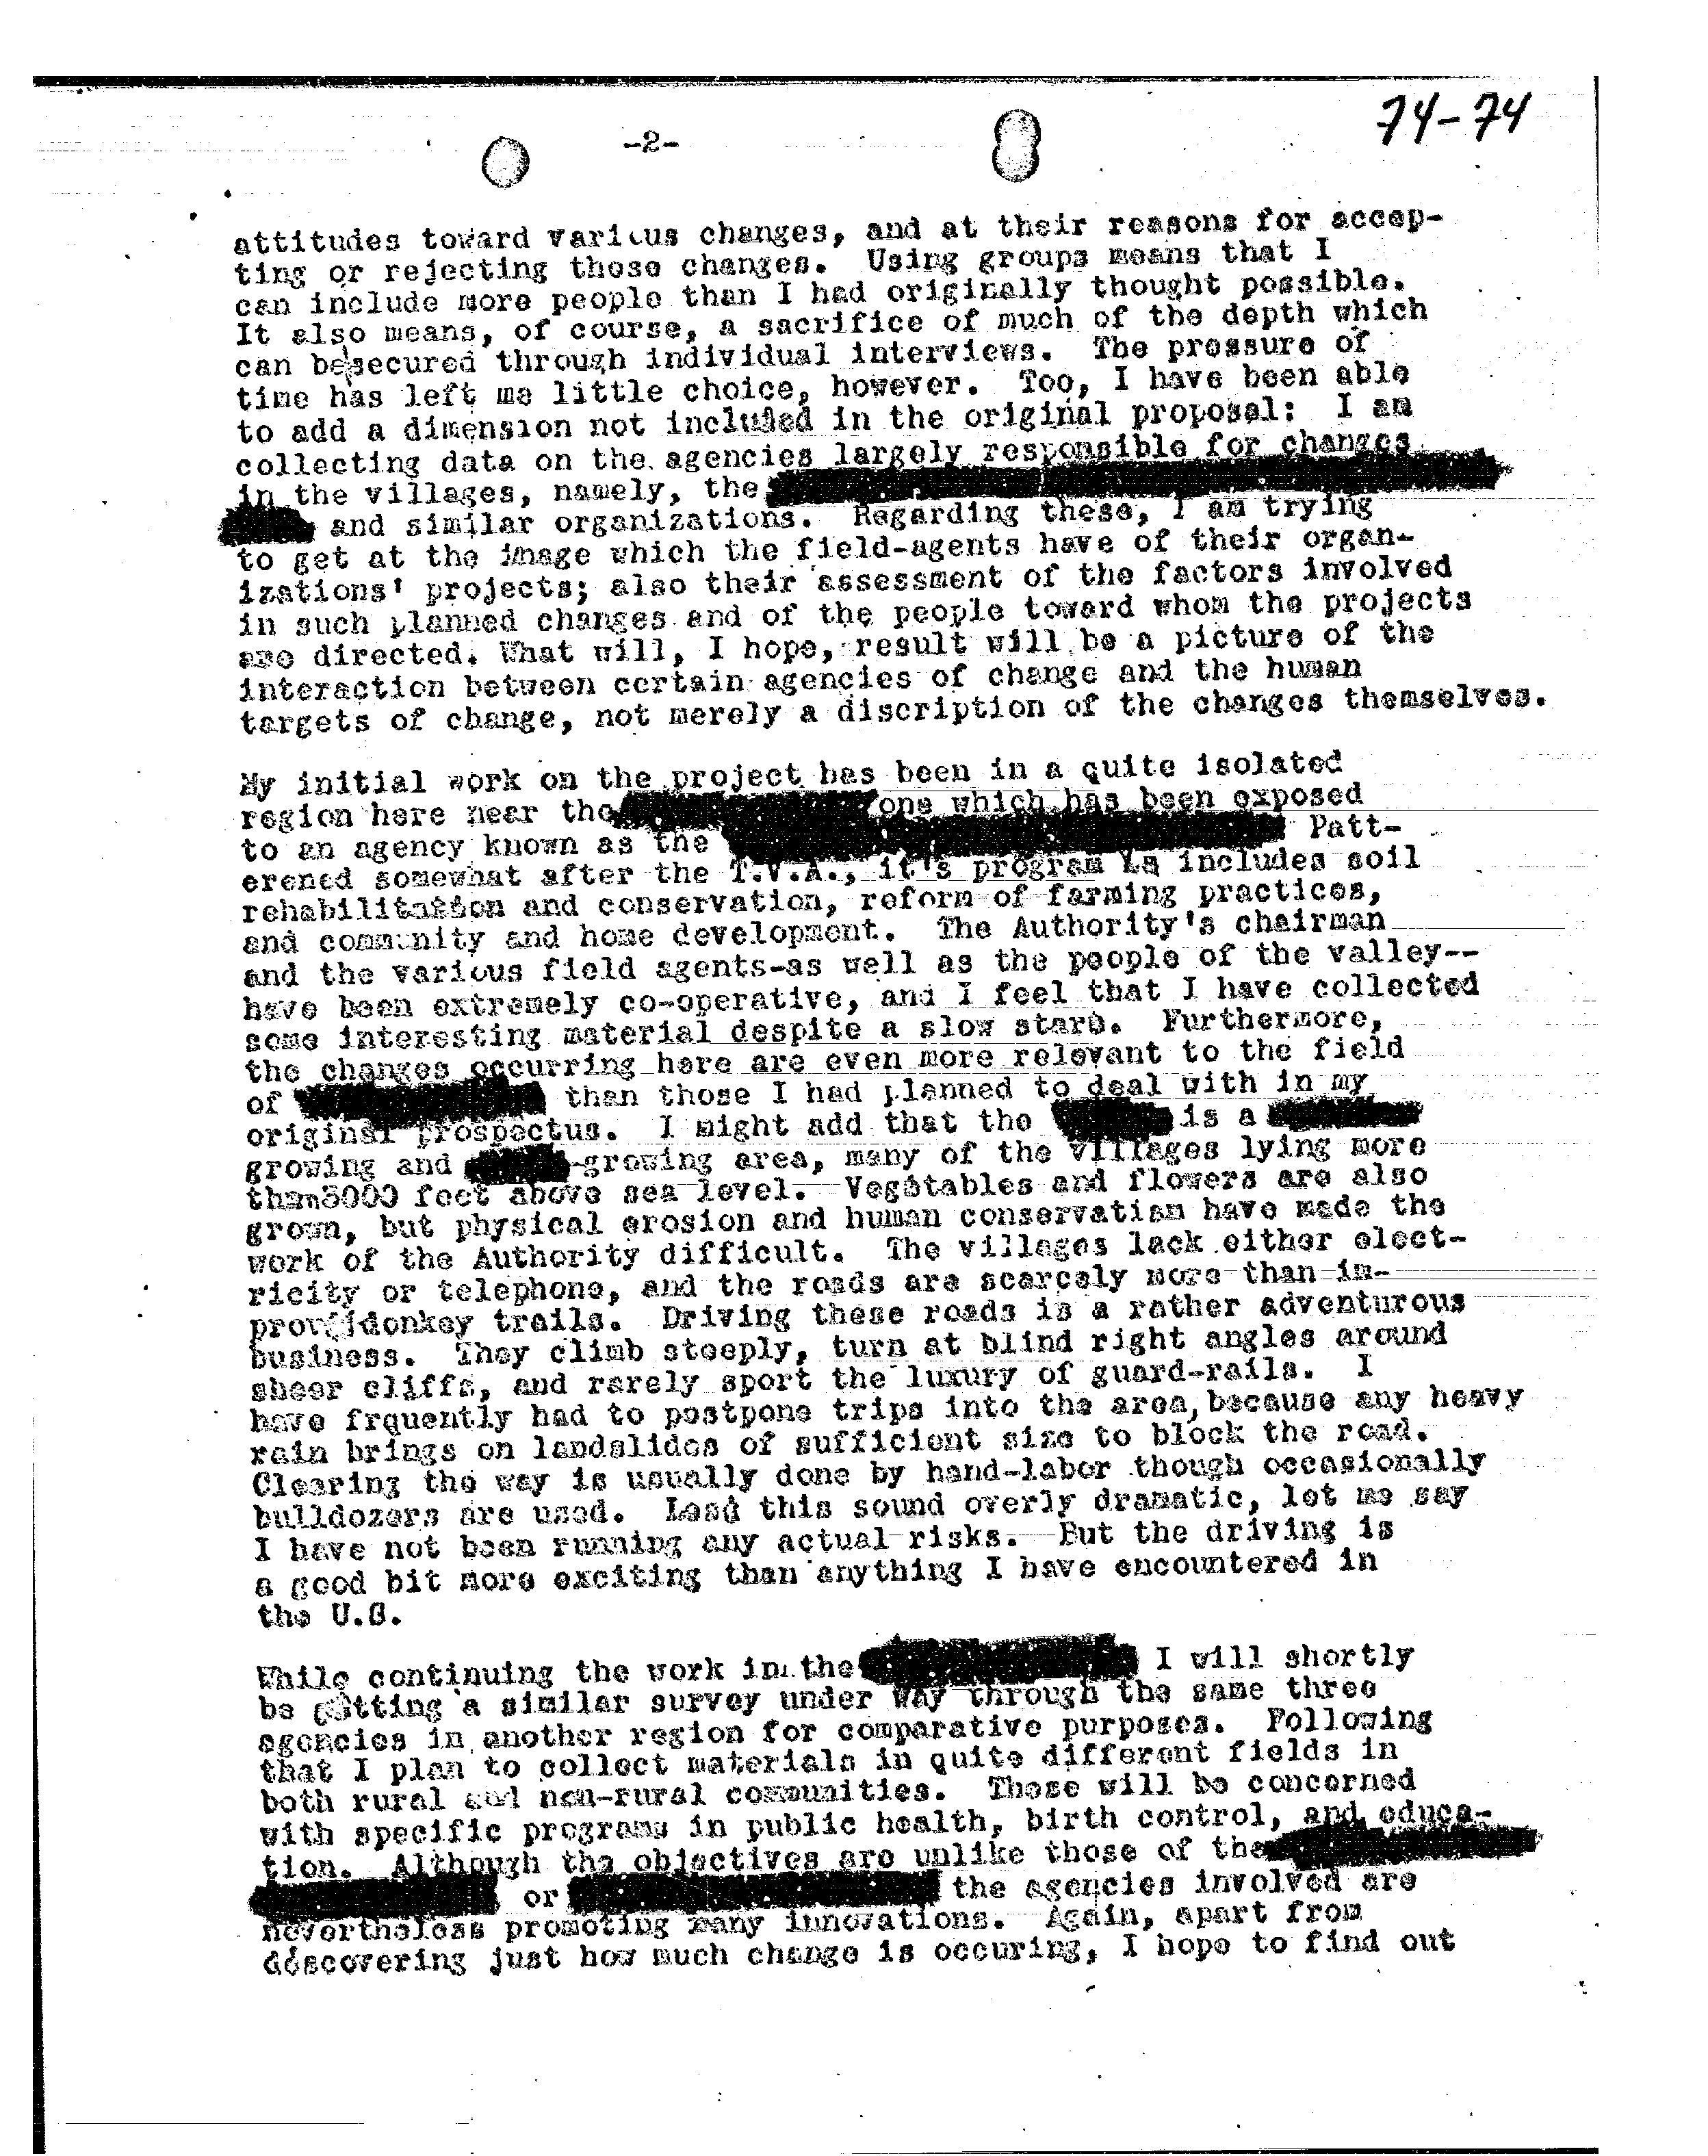 74-74
-2-
attitudes toward various changes, and at their reasons for accep-
ting or rejecting those changes. Using groups means that I
can include more people than I had originally thought possible.
It also means, of course, a sacrifice of much of the depth which
can be secured through individual interviews. The pressure of
time has left me little choice, however. Too, I have been able
to add a dimension not included in the original proposal: I am
collecting data on the agencies largely responsible for changes
in the villages, namely, the
and similar organizations. Regarding these, I am trying
to get at the image which the field-agents have of their organ-
izations' projects; also their assessment of the factors involved
in such planned changes and of the people toward whom the projects
are directed. What will, I hope, result will be a picture of the
interaction between certain agencies of change and the human
targets of change, not merely a discription of the changes themselves.
My initial work on the project has been in a quite isolated
region here near the one which has been exposed
to an agency known as the Patt-
erened somewhat after the T.V.A., it's program includes soil
rehabilitation and conservation, reform of farming practices,
and community and home development. The Authority's chairman
and the various field agents-as well as the people of the valley--
have been extremely co-operative, and I feel that I have collected
some interesting material despite a slow start. Furthermore,
the changes occurring here are even more relevant to the field
of than those I had planned to deal with in my
original prospectus. I might add that the is a
growing and -growing area, many of the villages lying more
than 3000 feet above sea level. Vegetables and flowers are also
grown, but physical erosion and human conservatism have made the
work of the Authority difficult. The villages lack either elect-
ricity or telephone, and the roads are scarcely more than im-
proved donkey trails. Driving these roads is a rather adventurous
business. They climb steeply, turn at blind right angles around
sheer cliffs, and rarely sport the luxury of guard-rails. I
have frquently had to postpone trips into the area, because any heavy
rain brings on landslides of sufficient size to block the road.
Clearing the way is usually done by hand-labor though occasionally
bulldozers are used. Lest this sound overly dramatic, let me say
I have not been running any actual risks. But the driving is
a good bit more exciting than anything I have encountered in
the U.S.
While continuing the work in the I will shortly
be getting a similar survey under way through the same three
agencies in another region for comparative purposes. Following
that I plan to collect materials in quite different fields in
both rural and non-rural communities. These will be concerned
with specific programs in public health, birth control, and educa-
tion. Although the objectives are unlike those of the
or the agencies involved are
nevertheless promoting many innovations. Again, apart from
discovering just how much change is occuring, I hope to find out